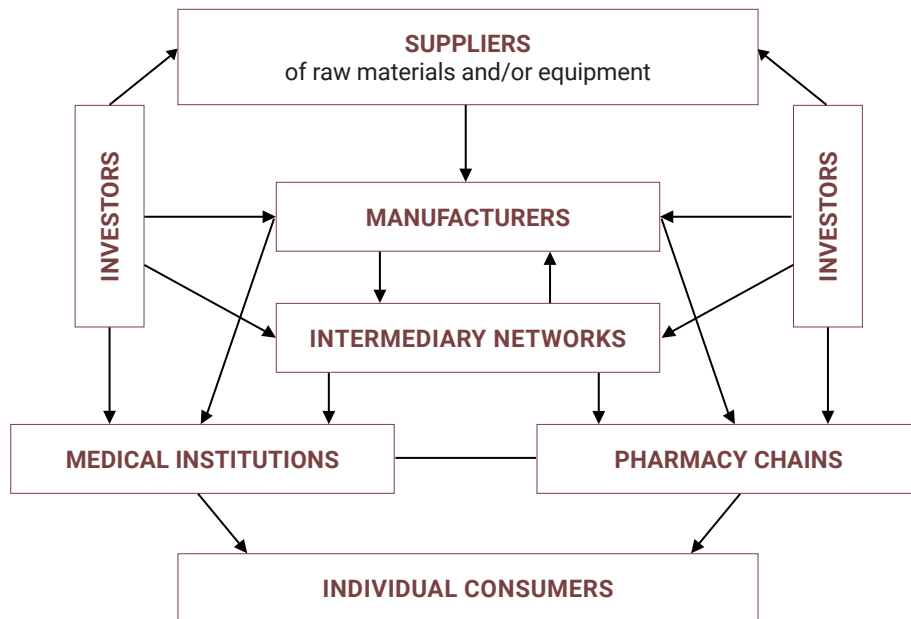 SUPPLIERS
of raw materials and/or equipment
INVESTORS
INVESTORS
MANUFACTURERS
INTERMEDIARY NETWORKS
MEDICAL INSTITUTIONS
PHARMACY CHAINS
INDIVIDUAL CONSUMERS